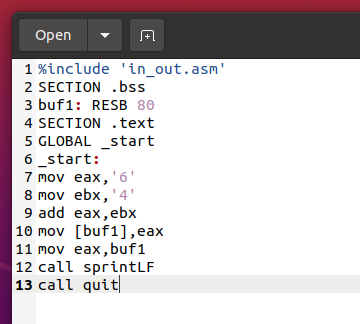 Open
1 %include 'in_out.asm'
2 SECTION .bss
3 buf1: RESB 80
4 SECTION .text
5 GLOBAL _start
6 _start:
7 mov eax,'6'
8 mov ebx,'4'
9 add eax,ebx
10 mov [buf1],eax
11 mov eax,buf1
12 call sprintLF
13 call quit